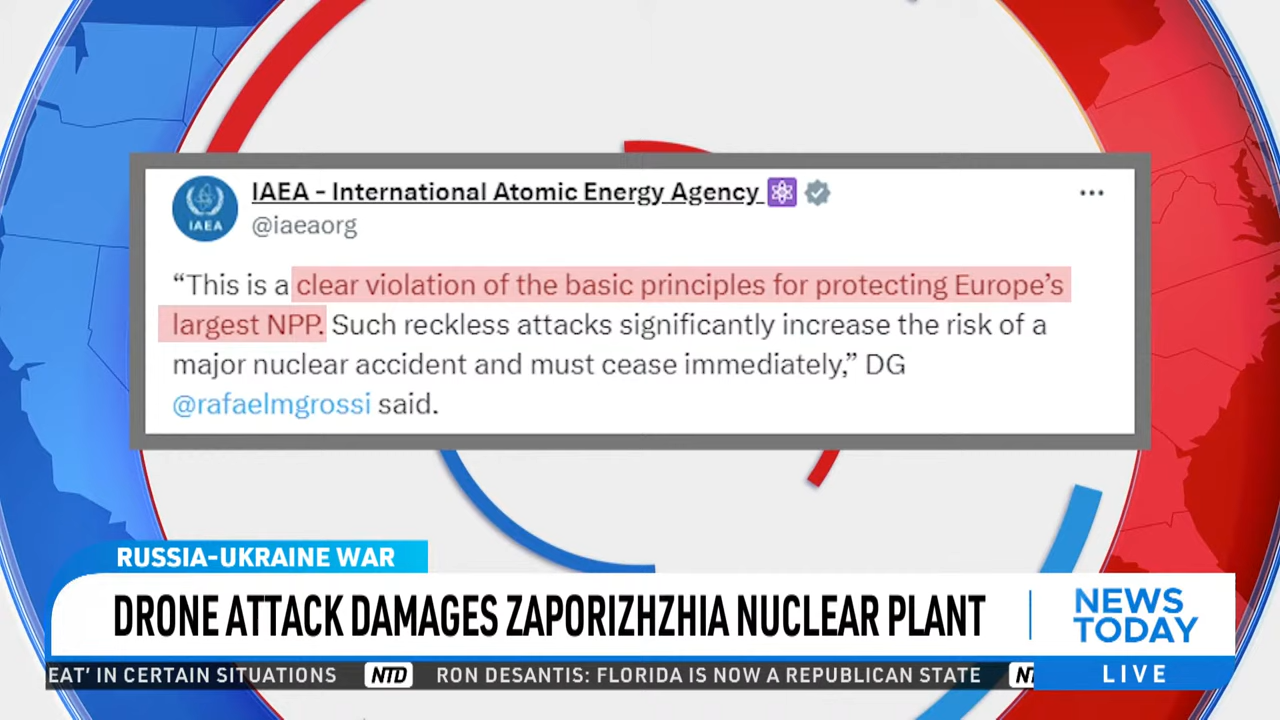 IAEA - International Atomic Energy Agency
IAEA
@iaeaorg
“This is a clear violation of the basic principles for protecting Europe’s
largest NPP. Such reckless attacks significantly increase the risk of a
major nuclear accident and must cease immediately,” DG
@rafaelmgrossi said.
RUSSIA-UKRAINE WAR
DRONE ATTACK DAMAGES ZAPORIZHZHIA NUCLEAR PLANT
NEWS
TODAY
EAT’ IN CERTAIN SITUATIONS NTD RON DESANTIS: FLORIDA IS NOW A REPUBLICAN STATE
LIVE